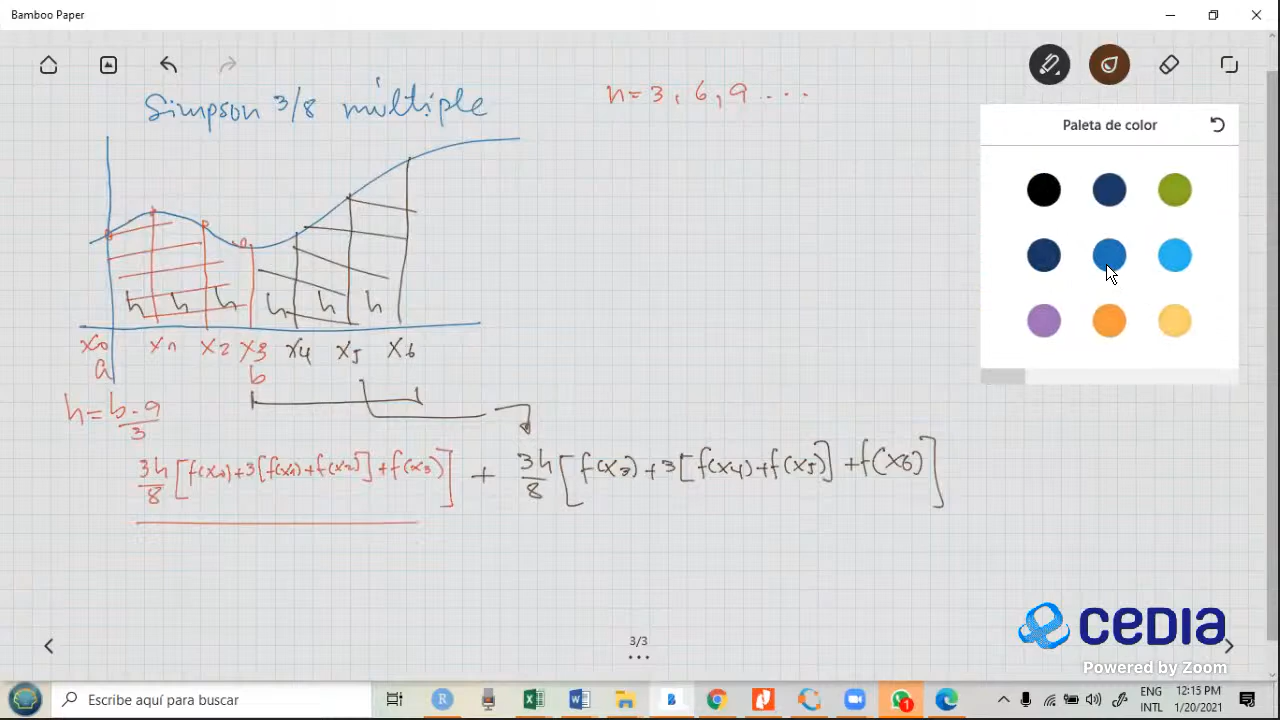 Bamboo Paper
Simpson 3/8 múltiple
n = 3, 6, 9 ...
Paleta de color
h h h h h h
x0 x1 x2 x3 x4 x5 x6
a b
h = b - a / 3
3h/8 [f(x0) + 3[f(x1) + f(x2)] + f(x3)] + 3h/8 [f(x3) + 3[f(x4) + f(x5)] + f(x6)]
cedia
Powered by Zoom
3/3
Escribe aquí para buscar
1
ENG
INTL
12:15 PM
1/20/2021